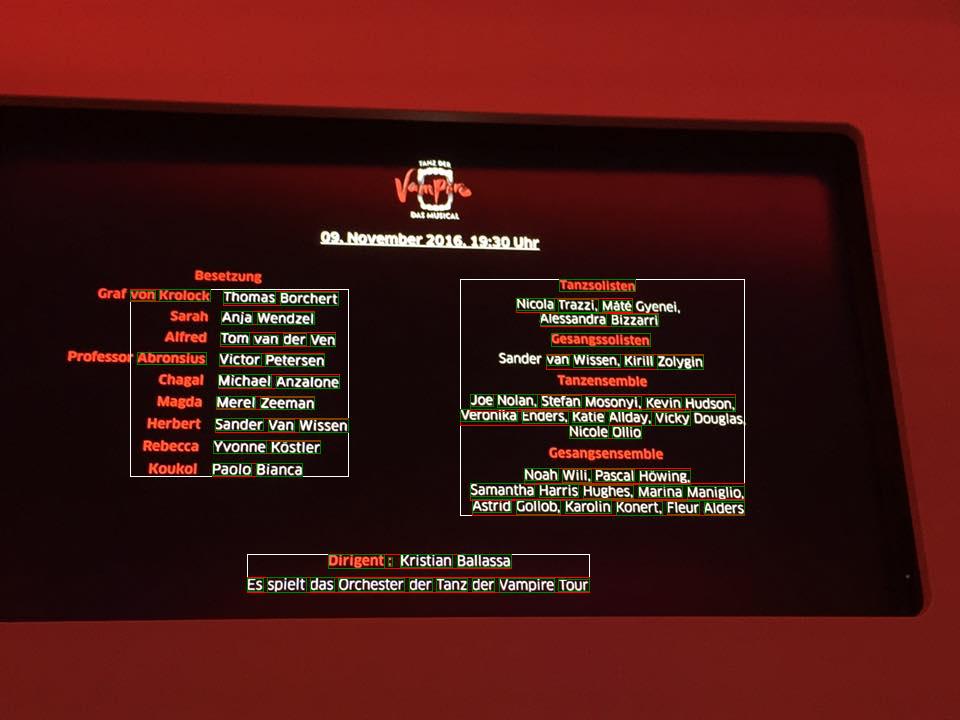 TANZ DER
Vampire
DAS MUSICAL
09. November 2016, 19:30 Uhr
Besetzung
Graf von Krolock Thomas Borchert
Sarah Anja Wendzel
Alfred Tom van der Ven
Professor Abronsius Victor Petersen
Chagal Michael Anzalone
Magda Merel Zeeman
Herbert Sander Van Wissen
Rebecca Yvonne Köstler
Koukol Paolo Bianca
Tanzsolisten
Nicola Trazzi, Máté Gyenei,
Alessandra Bizzarri
Gesangssolisten
Sander van Wissen, Kirill Zolygin
Tanzensemble
Joe Nolan, Stefan Mosonyi, Kevin Hudson,
Veronika Enders, Katie Allday, Vicky Douglas,
Nicole Ollio
Gesangsensemble
Noah Wili, Pascal Höwing,
Samantha Harris Hughes, Marina Maniglio,
Astrid Gollob, Karolin Konert, Fleur Alders
Dirigent : Kristian Ballassa
Es spielt das Orchester der Tanz der Vampire Tour